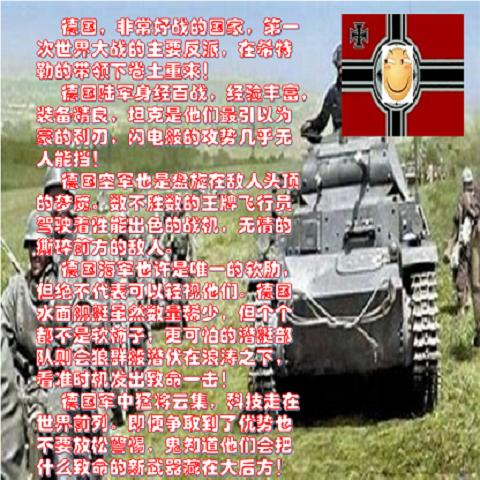 德国，非常好战的国家，第一
次世界大战的主要反派，在希特
勒的带领下卷土重来！
德国陆军身经百战，经验丰富，
装备精良，坦克是他们最引以为
豪的利刃，闪电般的攻势几乎无
人能挡！
德国空军也是盘旋在敌人头顶
的梦魇。数不胜数的王牌飞行员
驾驶着性能出色的战机，无情的
撕碎前方的敌人。
德国海军也许是唯一的软肋，
但绝不代表可以轻视他们。德国
水面舰艇虽然数量稀少，但个个
都不是软柿子，更可怕的潜艇部
队则会狼群般潜伏在浪涛之下，
看准时机发出致命一击！
德国军中猛将云集，科技走在
世界前列。即便争取到了优势也
不要放松警惕，鬼知道他们会把
什么致命的新武器藏在大后方！